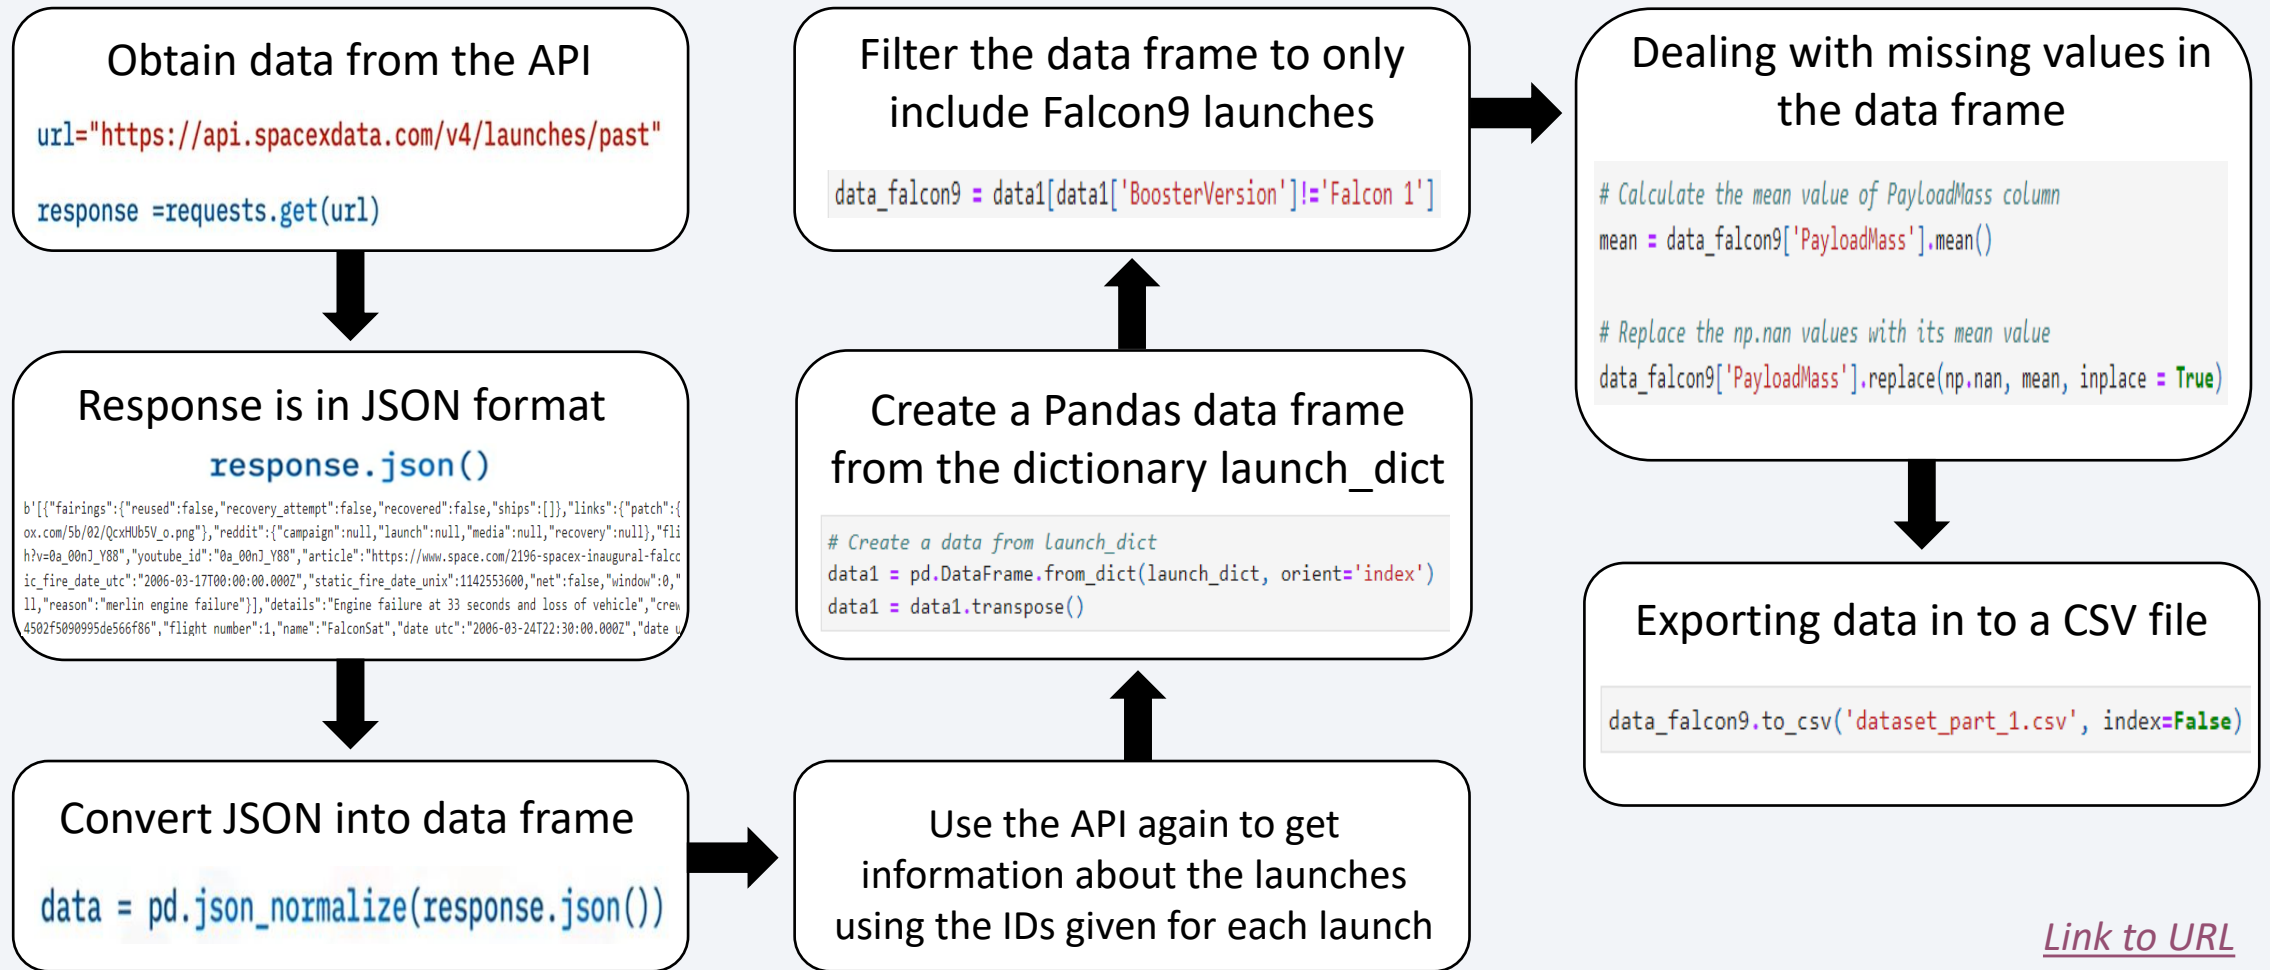 Obtain data from the API
url="https://api.spacexdata.com/v4/launches/past"
response =requests.get(url)
Response is in JSON format
response.json()
b'[{"fairings":{"reused":false,"recovery_attempt":false,"recovered":false,"ships":[]},"links":{"patch":{
ox.com/5b/02/QcxHUb5V_o.png"},"reddit":{"campaign":null,"launch":null,"media":null,"recovery":null},"fli
h?v=0a_00nJ_Y88","youtube_id":"0a_00nJ_Y88","article":"https://www.space.com/2196-spacex-inaugural-falco
ic_fire_date_utc":"2006-03-17T00:00:00.000Z","static_fire_date_unix":1142553600,"net":false,"window":0,"
ll,"reason":"merlin engine failure"}],"details":"Engine failure at 33 seconds and loss of vehicle","crew
4502f5090995de566f86","flight number":1,"name":"FalconSat","date utc":"2006-03-24T22:30:00.000Z","date u
Convert JSON into data frame
data = pd.json_normalize(response.json())
Use the API again to get
information about the launches
using the IDs given for each launch
Create a Pandas data frame
from the dictionary launch_dict
# Create a data from launch_dict
data1 = pd.DataFrame.from_dict(launch_dict, orient='index')
data1 = data1.transpose()
Filter the data frame to only
include Falcon9 launches
data_falcon9 = data1[data1['BoosterVersion']!='Falcon 1']
Dealing with missing values in
the data frame
# Calculate the mean value of PayloadMass column
mean = data_falcon9['PayloadMass'].mean()
# Replace the np.nan values with its mean value
data_falcon9['PayloadMass'].replace(np.nan, mean, inplace = True)
Exporting data in to a CSV file
data_falcon9.to_csv('dataset_part_1.csv', index=False)
Link to URL